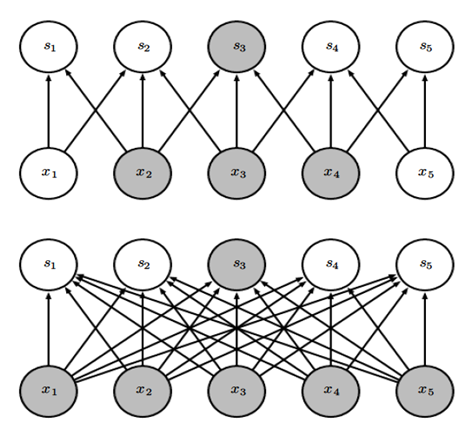 s₁ s₂ s₃ s₄ s₅
x₁ x₂ x₃ x₄ x₅
s₁ s₂ s₃ s₄ s₅
x₁ x₂ x₃ x₄ x₅